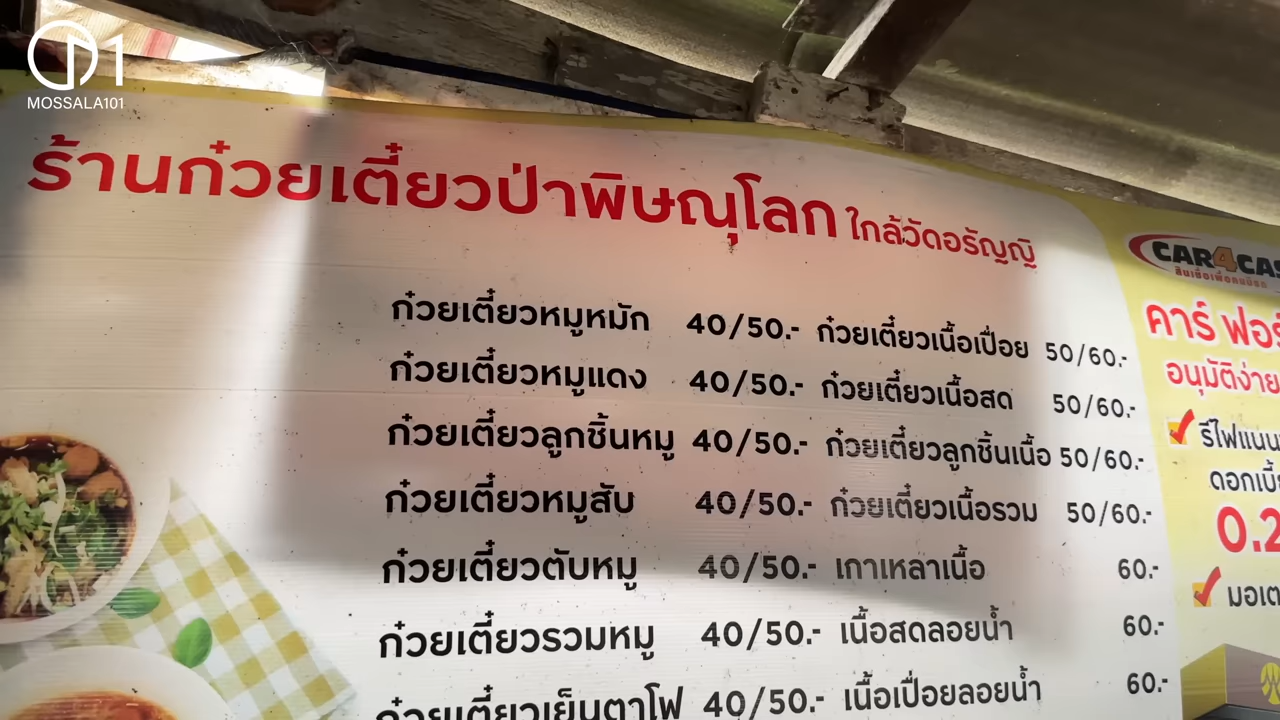 MOSSALA101
ร้านก๋วยเตี๋ยวป่าพิษณุโลก ใกล้วัดอรัญญิ
ก๋วยเตี๋ยวหมูหมัก 40/50.- ก๋วยเตี๋ยวเนื้อเปื่อย 50/60.-
ก๋วยเตี๋ยวหมูแดง 40/50.- ก๋วยเตี๋ยวเนื้อสด 50/60.-
ก๋วยเตี๋ยวลูกชิ้นหมู 40/50.- ก๋วยเตี๋ยวลูกชิ้นเนื้อ 50/60.-
ก๋วยเตี๋ยวหมูสับ 40/50.- ก๋วยเตี๋ยวเนื้อรวม 50/60.-
ก๋วยเตี๋ยวตับหมู 40/50.- เกาเหลาเนื้อ 60.-
ก๋วยเตี๋ยวรวมหมู 40/50.- เนื้อสดลอยน้ำ 60.-
ก๋วยเตี๋ยวเย็นตาโฟ 40/50.- เนื้อเปื่อยลอยน้ำ 60.-
CAR4CAS
คาร์ ฟอร์
อนุมัติง่าย
รีไฟแนน
ดอกเบี้
0.2
มอเต